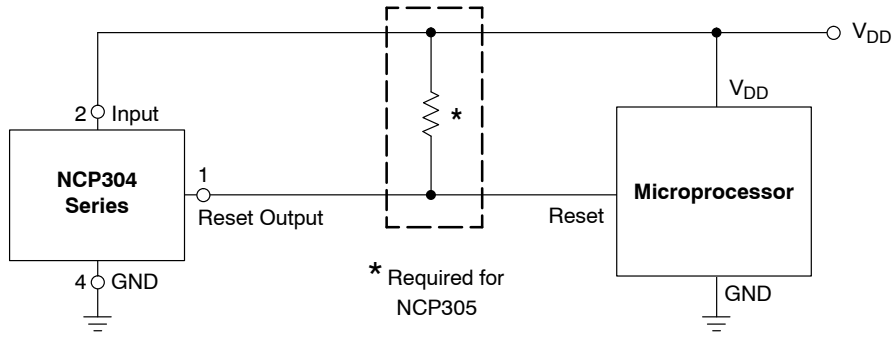 V_DD
V_DD
2 Input
*
NCP304
Series
1
Reset Output
Microprocessor
Reset
4 GND
* Required for
NCP305
GND